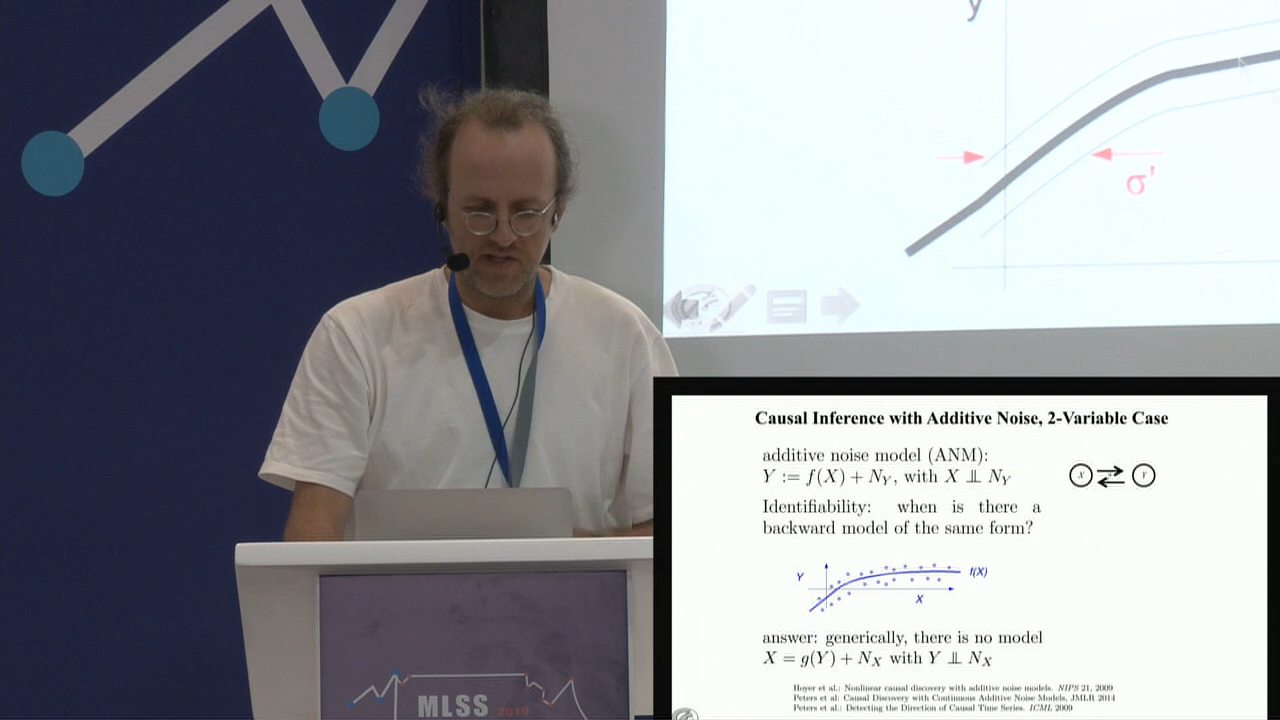 y
σ'
Causal Inference with Additive Noise, 2-Variable Case
additive noise model (ANM):
Y := f(X) + N_Y, with X ⫫ N_Y
X Y
Identifiability: when is there a
backward model of the same form?
Y
f(X)
X
answer: generically, there is no model
X = g(Y) + N_X with Y ⫫ N_X
Hoyer et al.: Nonlinear causal discovery with additive noise models. NIPS 21, 2009
Peters et al: Causal Discovery with Continuous Additive Noise Models, JMLR 2014
Peters et al.: Detecting the Direction of Causal Time Series. ICML 2009
MLSS 2019